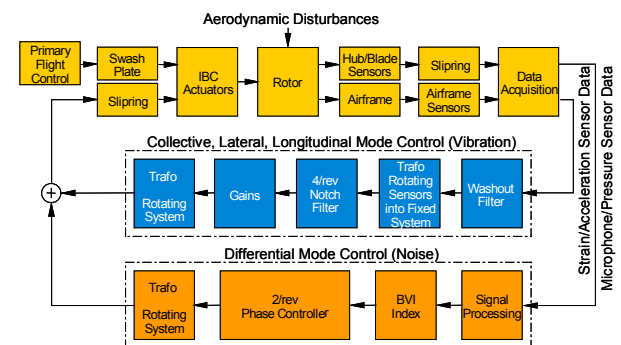 Aerodynamic Disturbances
Primary
Flight
Control
Swash
Plate
Slipring
IBC
Actuators
Rotor
Hub/Blade
Sensors
Airframe
Slipring
Airframe
Sensors
Data
Acquisition
Strain/Acceleration Sensor Data
Microphone/Pressure Sensor Data
Collective, Lateral, Longitudinal Mode Control (Vibration)
Trafo
Rotating
System
Gains
4/rev
Notch
Filter
Trafo
Rotating
Sensors
into Fixed
System
Washout
Filter
+
Differential Mode Control (Noise)
Trafo
Rotating
System
2/rev
Phase Controller
BVI
Index
Signal
Processing